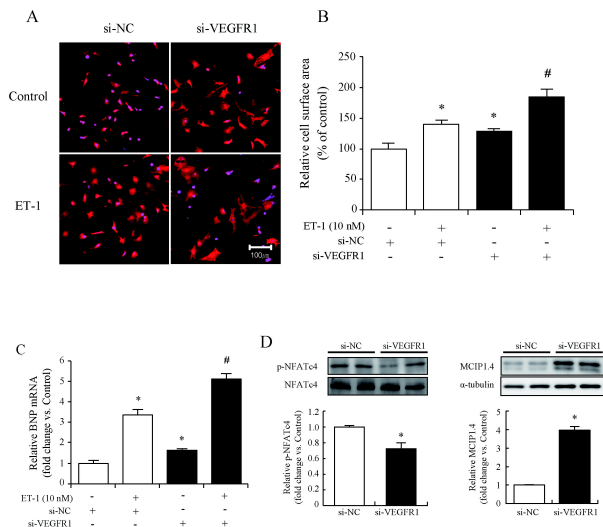 A
si-NC
si-VEGFR1
Control
ET-1
100㎛
B
Relative cell surface area
(% of control)
250
200
150
100
50
0
*
*
#
ET-1 (10 nM)
-
+
-
+
si-NC
+
+
-
-
si-VEGFR1
-
-
+
+
C
Relative BNP mRNA
(fold change vs. Control)
6
5
4
3
2
1
0
*
*
#
ET-1 (10 nM)
-
+
-
+
si-NC
+
+
-
-
si-VEGFR1
-
-
+
+
D
si-NC
si-VEGFR1
p-NFATc4
NFATc4
Relative p-NFATc4
(fold change vs. Control)
1.2
1.0
0.8
0.6
0.4
0.2
0.0
*
si-NC
si-VEGFR1
si-NC
si-VEGFR1
MCIP1.4
α-tubulin
Relative MCIP1.4
(fold change vs. Control)
5
4
3
2
1
0
*
si-NC
si-VEGFR1